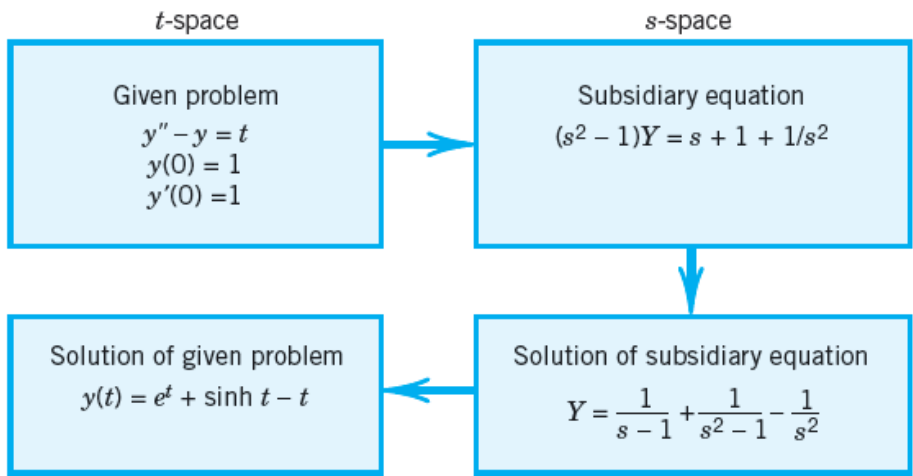 t-space
s-space
Given problem
y″ – y = t
y(0) = 1
y′(0) =1
Subsidiary equation
(s² – 1)Y = s + 1 + 1/s²
Solution of given problem
y(t) = eᵗ + sinh t – t
Solution of subsidiary equation
Y = 1/(s – 1) + 1/(s² – 1) – 1/s²